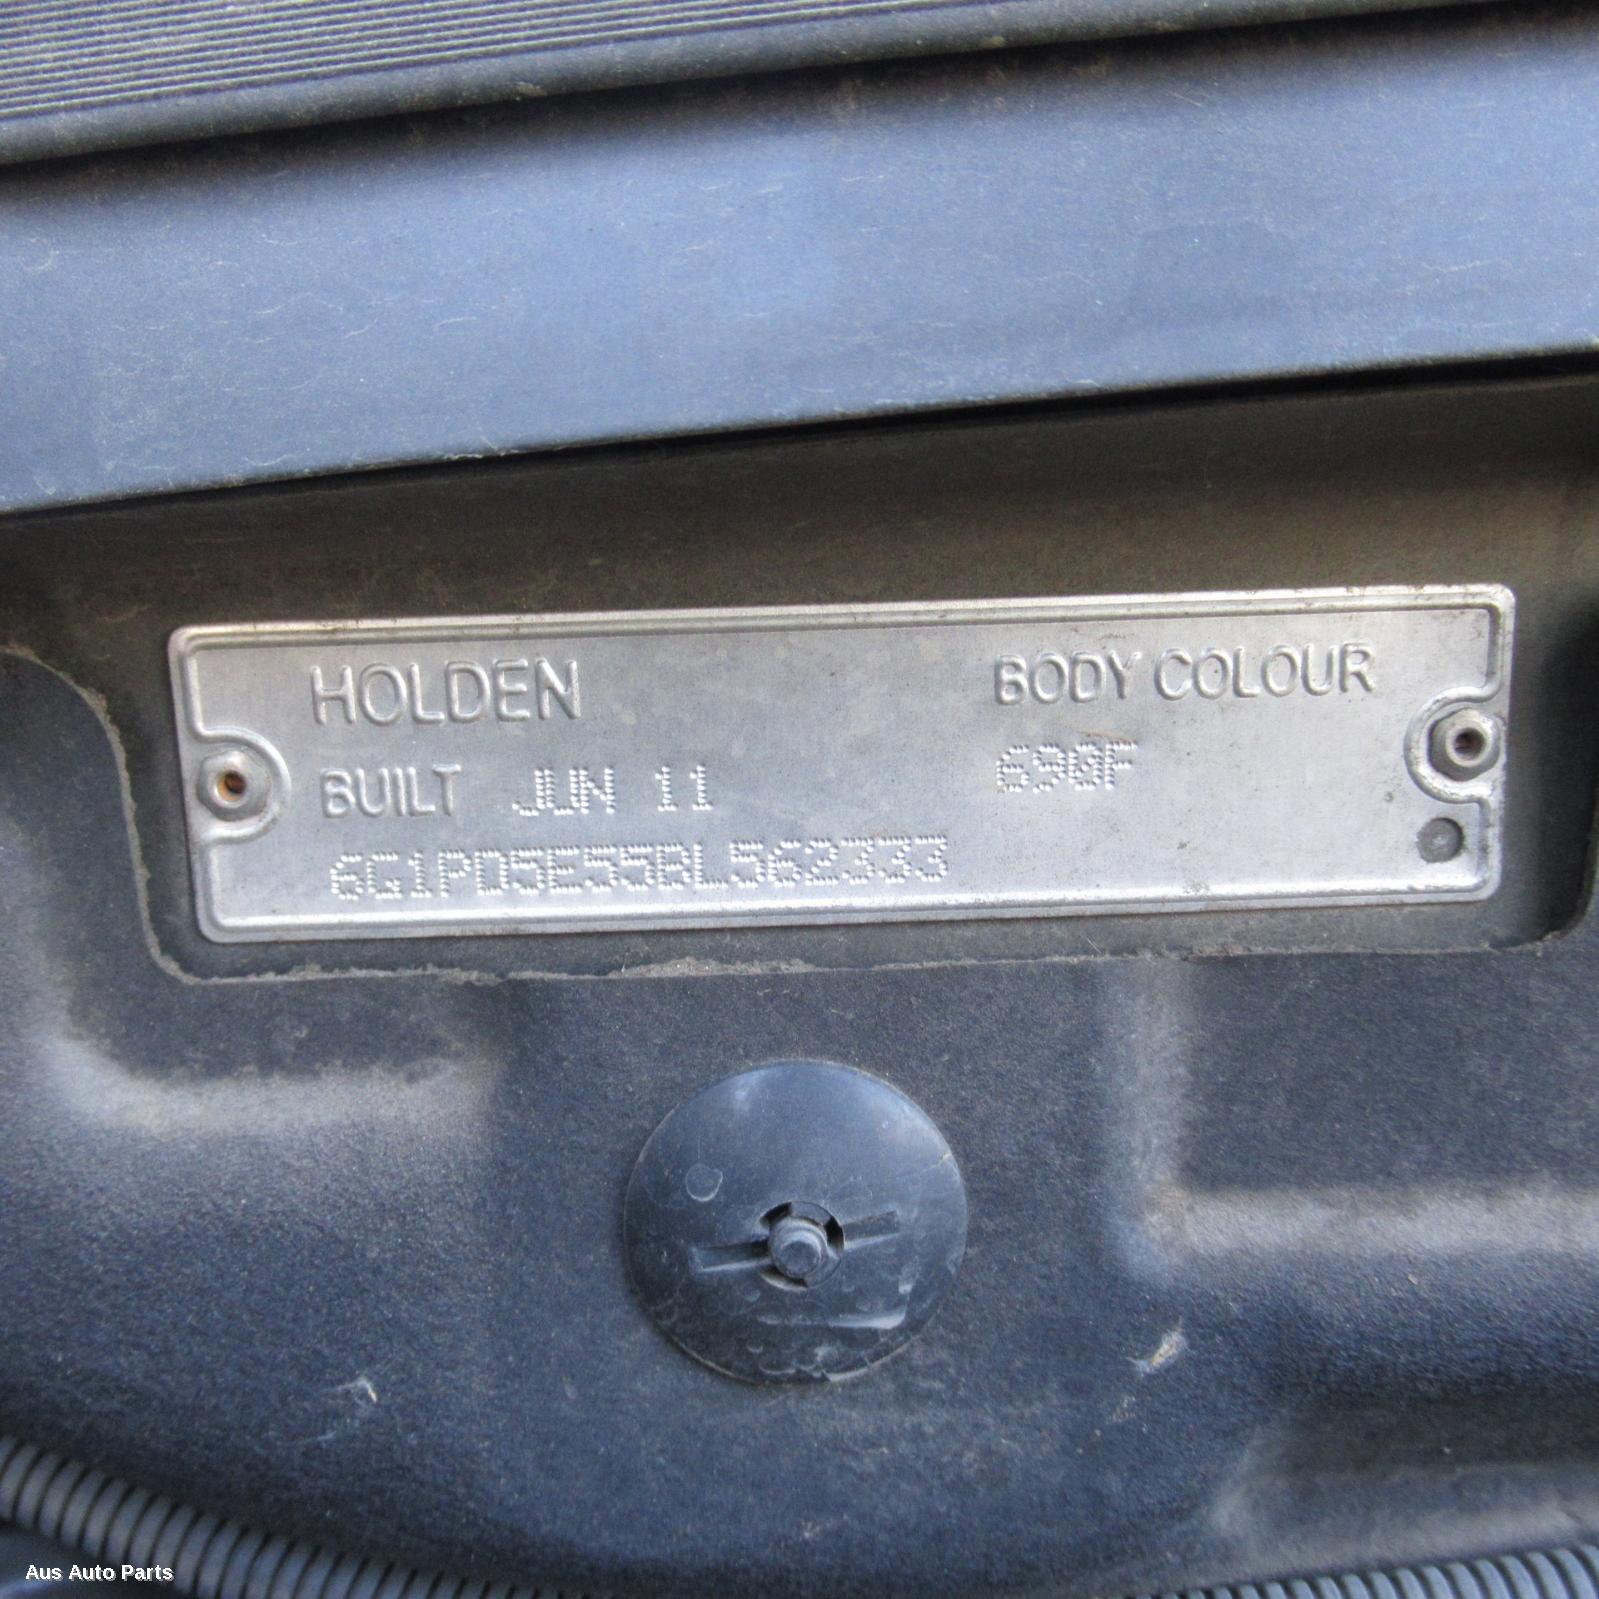 HOLDEN BODY COLOUR
BUILT JUN 11 690F
6G1PD5E55BL562333
Aus Auto Parts